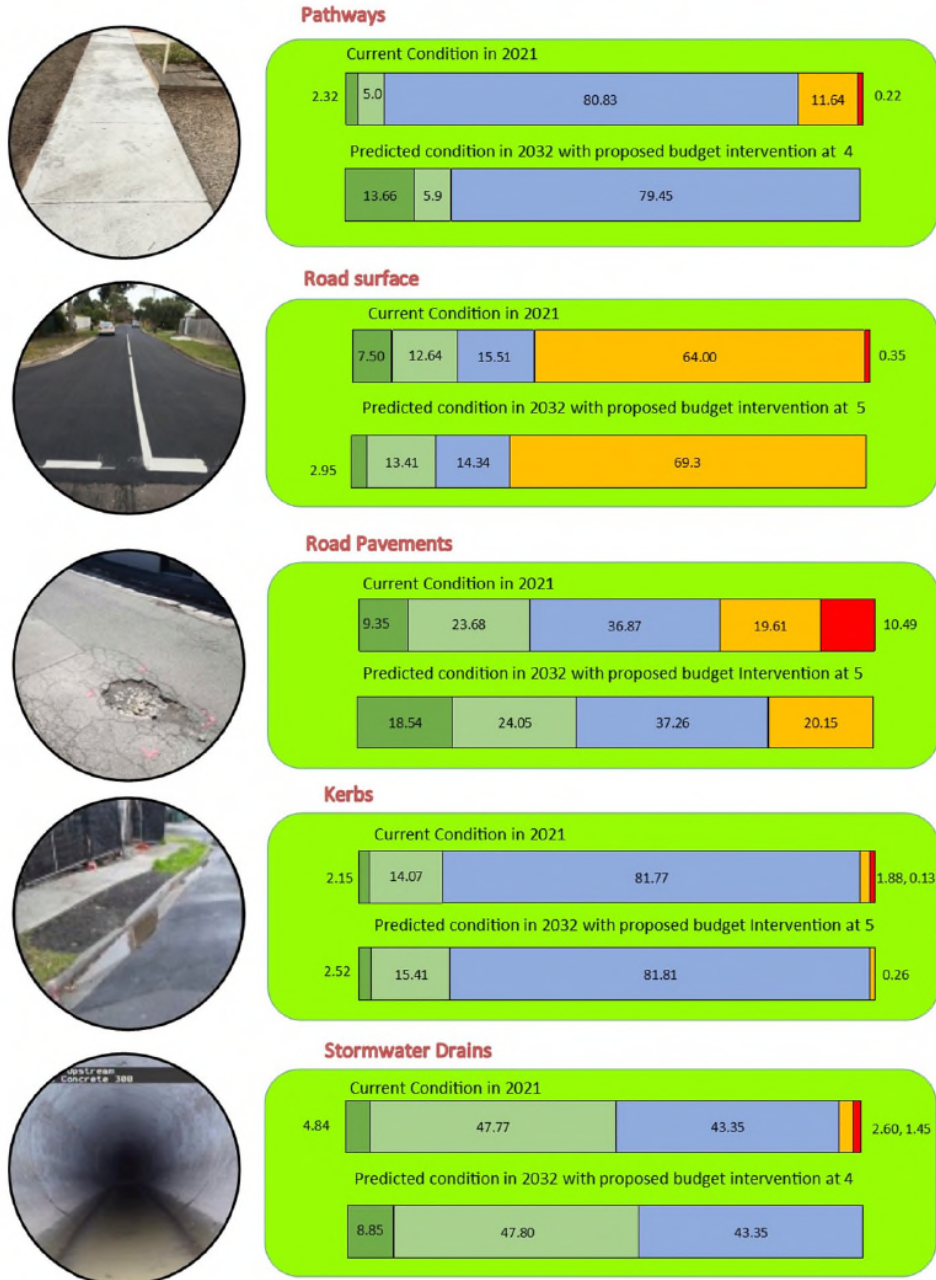 Pathways
Current Condition in 2021
2.32 5.0 80.83 11.64 0.22
Predicted condition in 2032 with proposed budget intervention at 4
13.66 5.9 79.45
Road surface
Current Condition in 2021
7.50 12.64 15.51 64.00 0.35
Predicted condition in 2032 with proposed budget intervention at 5
2.95 13.41 14.34 69.3
Road Pavements
Current Condition in 2021
9.35 23.68 36.87 19.61 10.49
Predicted condition in 2032 with proposed budget Intervention at 5
18.54 24.05 37.26 20.15
Kerbs
Current Condition in 2021
2.15 14.07 81.77 1.88, 0.13
Predicted condition in 2032 with proposed budget Intervention at 5
2.52 15.41 81.81 0.26
Stormwater Drains
Upstream
Concrete 300
Current Condition in 2021
4.84 47.77 43.35 2.60, 1.45
Predicted condition in 2032 with proposed budget intervention at 4
8.85 47.80 43.35